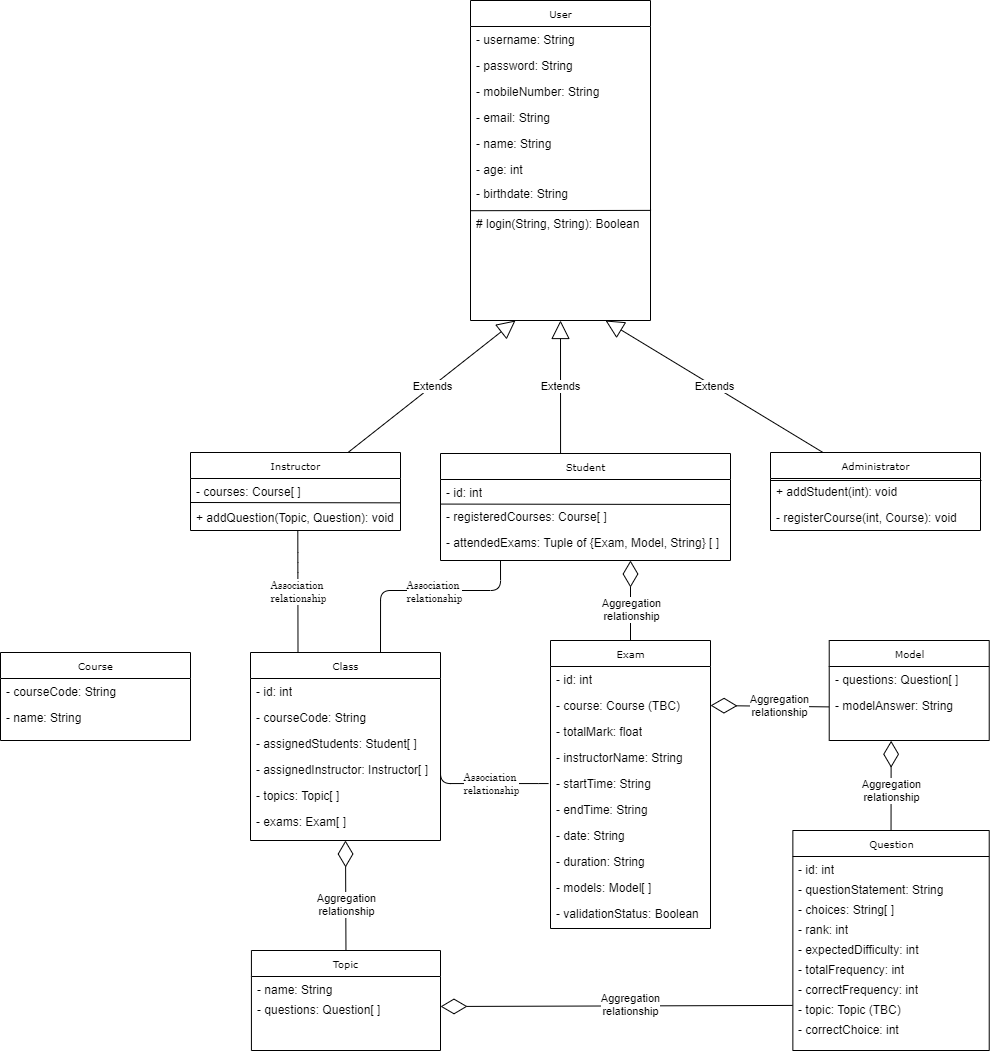 User
- username: String
- password: String
- mobileNumber: String
- email: String
- name: String
- age: int
- birthdate: String
# login(String, String): Boolean
Extends
Extends
Extends
Instructor
- courses: Course[ ]
+ addQuestion(Topic, Question): void
Student
- id: int
- registeredCourses: Course[ ]
- attendedExams: Tuple of {Exam, Model, String} [ ]
Administrator
+ addStudent(int): void
- registerCourse(int, Course): void
Association
relationship
Association
relationship
Aggregation
relationship
Course
- courseCode: String
- name: String
Class
- id: int
- courseCode: String
- assignedStudents: Student[ ]
- assignedInstructor: Instructor[ ]
- topics: Topic[ ]
- exams: Exam[ ]
Association
relationship
Exam
- id: int
- course: Course (TBC)
- totalMark: float
- instructorName: String
- startTime: String
- endTime: String
- date: String
- duration: String
- models: Model[ ]
- validationStatus: Boolean
Aggregation
relationship
Model
- questions: Question[ ]
- modelAnswer: String
Aggregation
relationship
Aggregation
relationship
Question
- id: int
- questionStatement: String
- choices: String[ ]
- rank: int
- expectedDifficulty: int
- totalFrequency: int
- correctFrequency: int
- topic: Topic (TBC)
- correctChoice: int
Topic
- name: String
- questions: Question[ ]
Aggregation
relationship